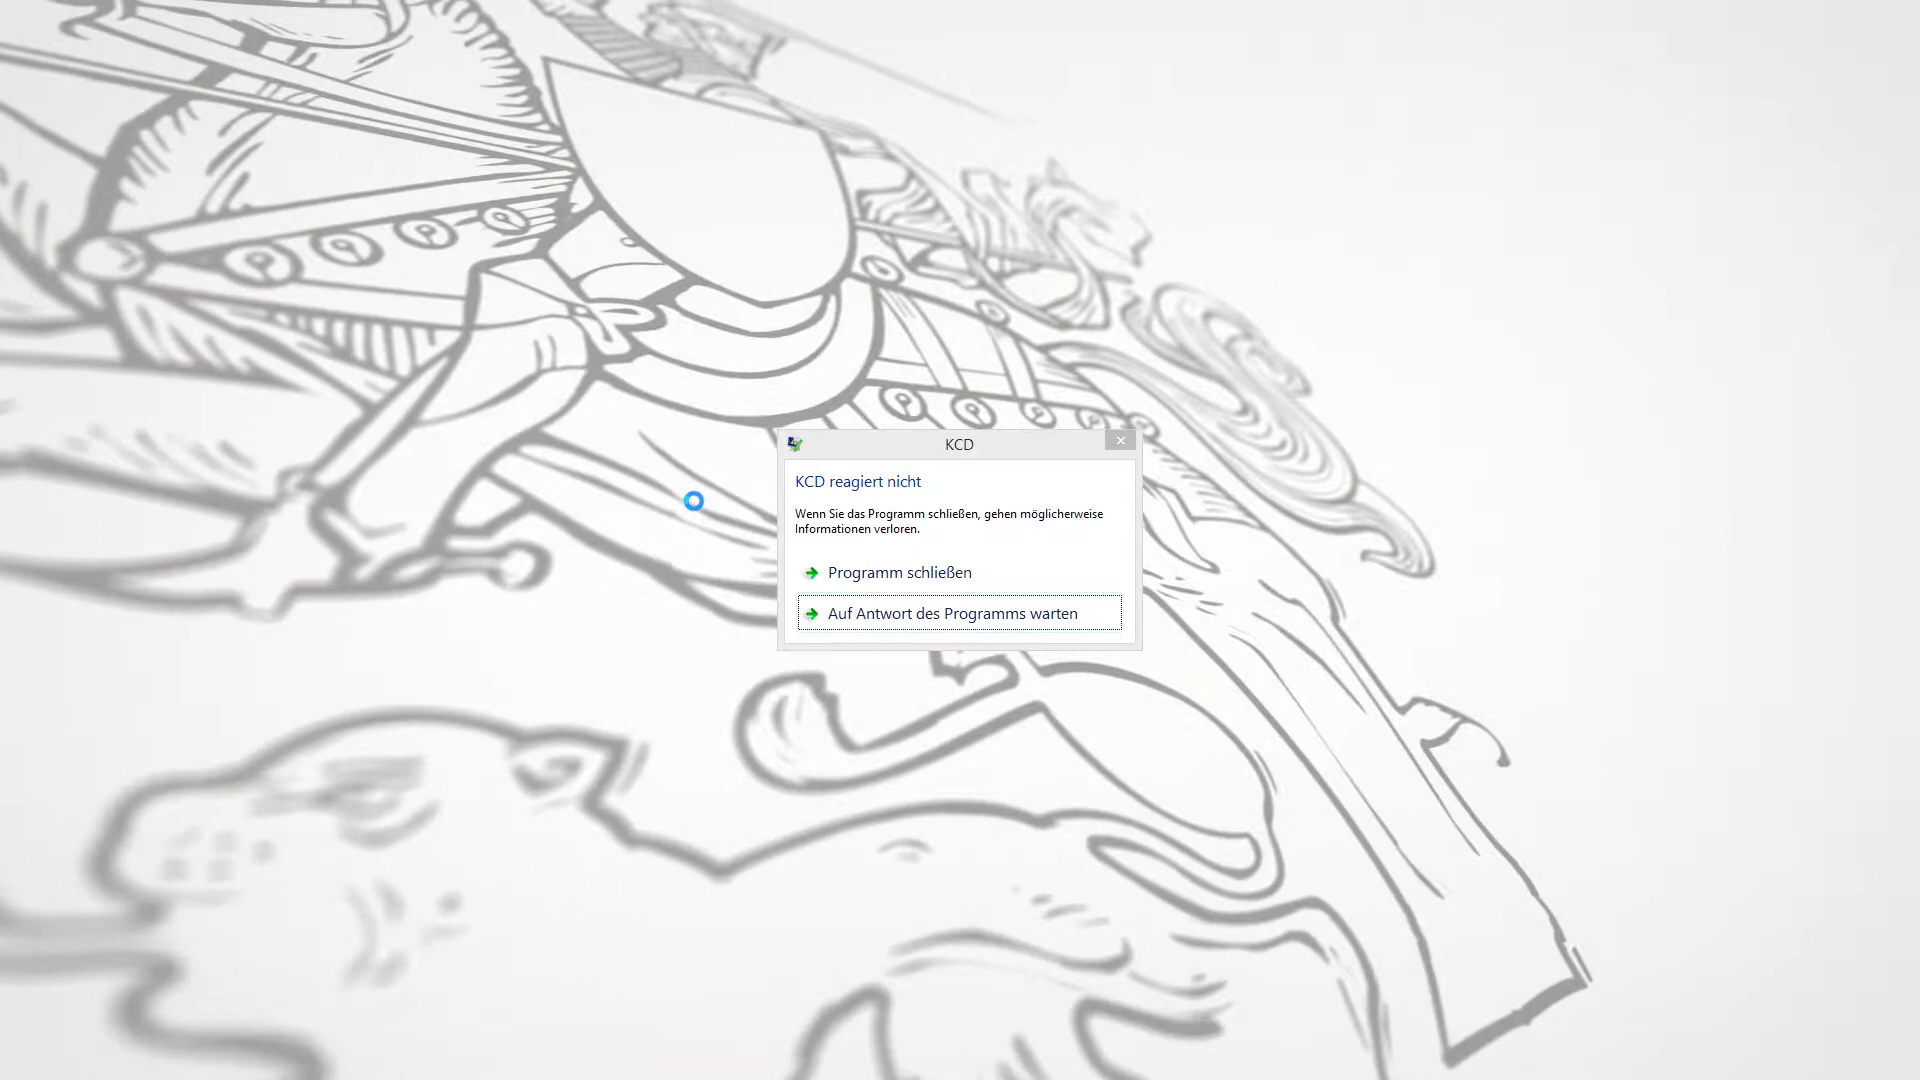 KCD
KCD reagiert nicht
Wenn Sie das Programm schließen, gehen möglicherweise
Informationen verloren.
Programm schließen
Auf Antwort des Programms warten